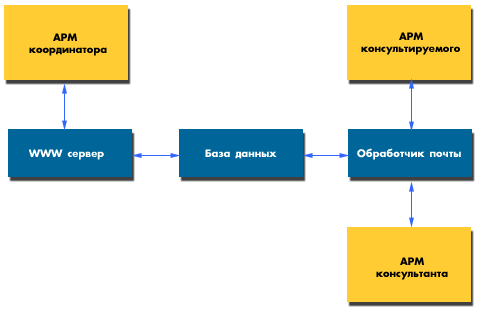 АРМ
координатора
АРМ
консультируемого
WWW сервер
База данных
Обработчик почты
АРМ
консультанта